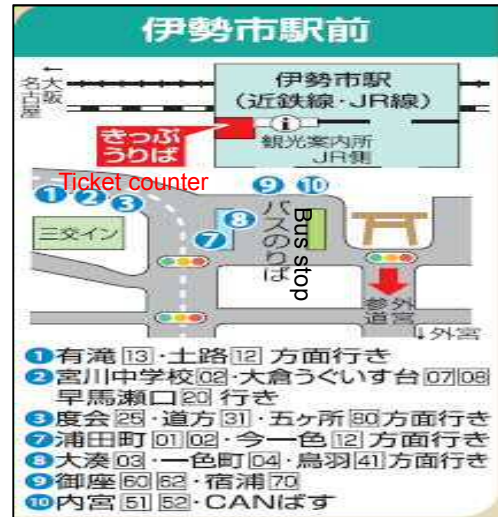 伊勢市駅前
←
大阪
名古屋
伊勢市駅
(近鉄線・JR線)
きっぷ
うりば
i
観光案内所
JR側
Ticket counter
1
2
3
7
8
9
10
三交イン
バスのりば
Bus stop
外宮
参道
↓外宮
1有滝13・土路12方面行き
2宮川中学校02・大倉うぐいす台07 08
早馬瀬口20行き
3度会25・道方31・五ヶ所80方面行き
7浦田町01 02・今一色12方面行き
8大湊03・一色町04・鳥羽41方面行き
9御座60 62・宿浦70
10内宮51 52・CANばす